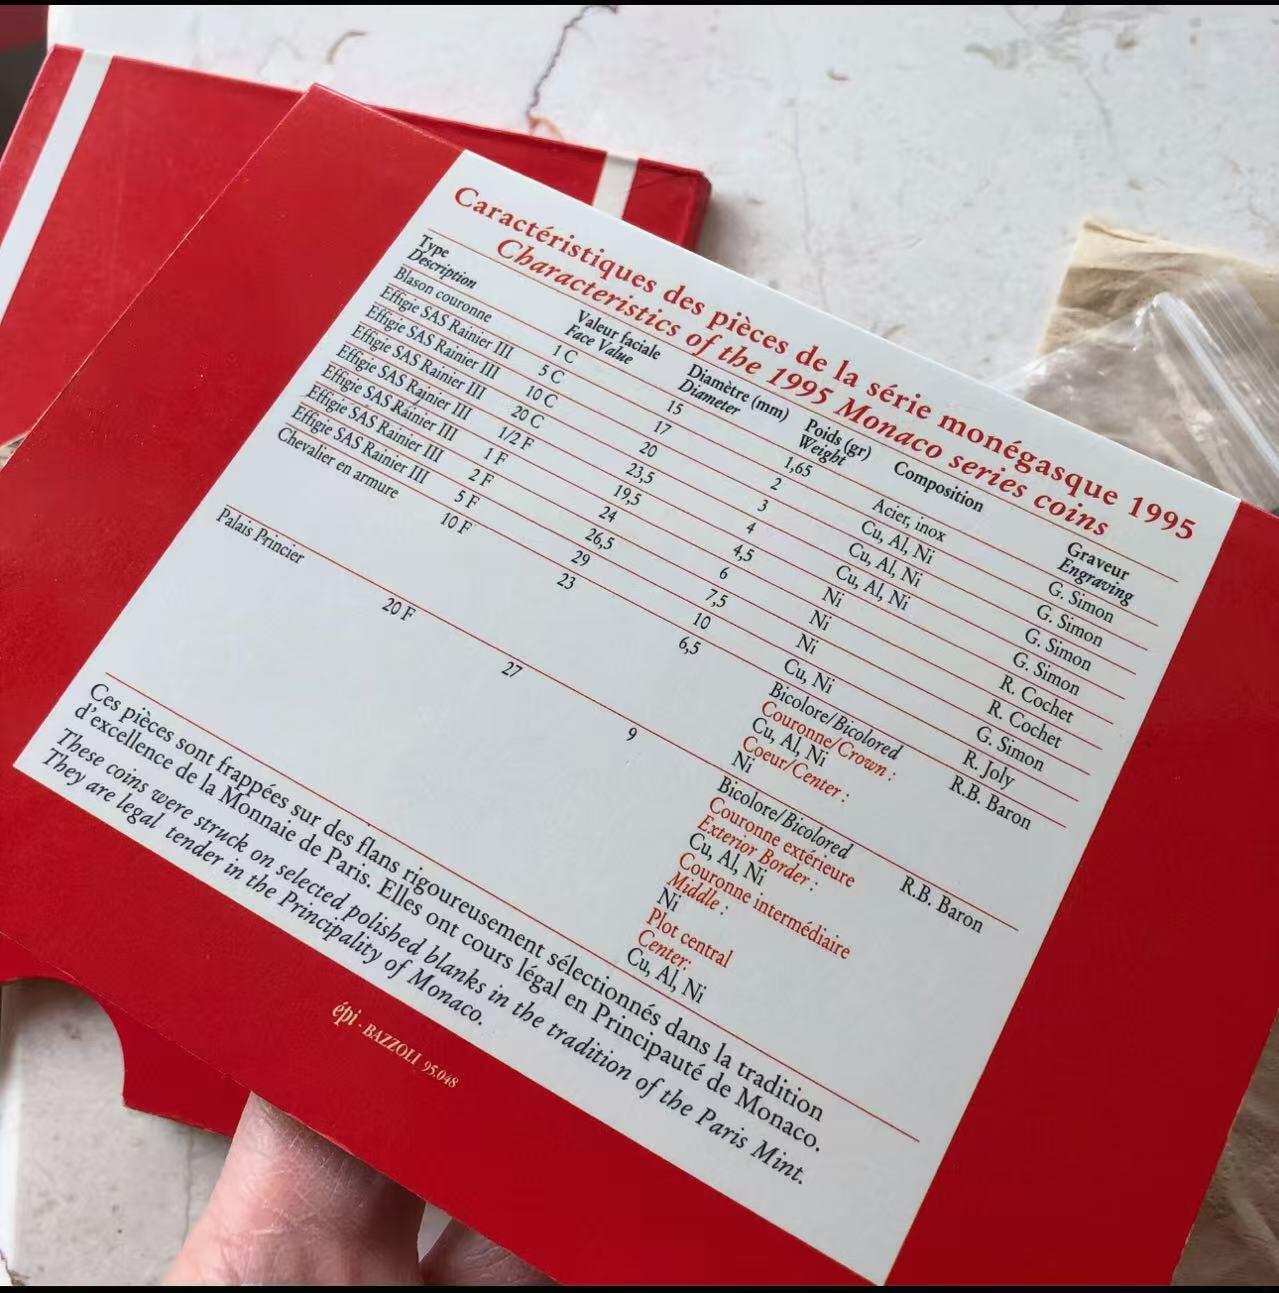 Caractéristiques des pièces de la série monégasque 1995
Characteristics of the 1995 Monaco series coins
Type Valeur faciale Diamètre (mm) Poids (gr) Composition Graveur
Description Face Value Diameter Weight Engraving
Blason couronne 1 C 15 1,65 Acier, inox G. Simon
Effigie SAS Rainier III 5 C 17 2 Cu, Al, Ni G. Simon
Effigie SAS Rainier III 10 C 20 3 Cu, Al, Ni G. Simon
Effigie SAS Rainier III 20 C 23,5 4 Cu, Al, Ni G. Simon
Effigie SAS Rainier III 1/2 F 19,5 4,5 Ni R. Cochet
Effigie SAS Rainier III 1 F 24 6 Ni R. Cochet
Effigie SAS Rainier III 2 F 26,5 7,5 Ni G. Simon
Effigie SAS Rainier III 5 F 29 10 Cu, Ni R. Joly
Chevalier en armure 10 F 23 6,5 Bicolore/Bicolored R.B. Baron
Couronne/Crown :
Cu, Al, Ni
Coeur/Center :
Ni
Palais Princier 20 F 27 9 Bicolore/Bicolored R.B. Baron
Couronne extérieure
Exterior Border :
Cu, Al, Ni
Couronne intermédiaire
Middle :
Ni
Plot central
Center:
Cu, Al, Ni
Ces pièces sont frappées sur des flans rigoureusement sélectionnés dans la tradition
d'excellence de la Monnaie de Paris. Elles ont cours légal en Principauté de Monaco.
These coins were struck on selected polished blanks in the tradition of the Paris Mint.
They are legal tender in the Principality of Monaco.
épi - BAZZOLI 95.048